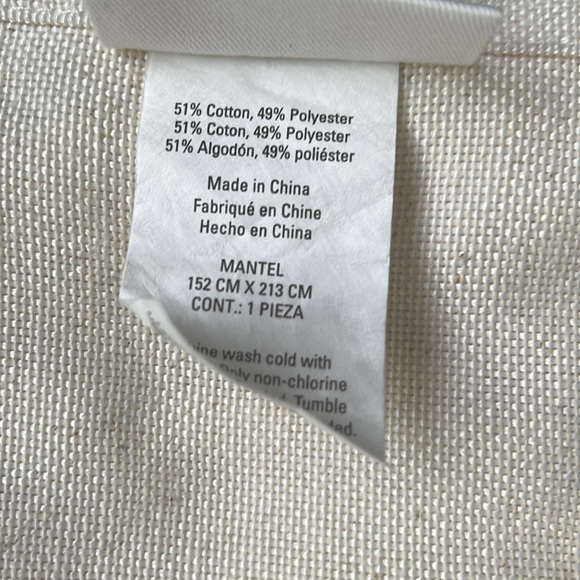 51% Cotton, 49% Polyester
51% Coton, 49% Polyester
51% Algodón, 49% poliéster
Made in China
Fabriqué en Chine
Hecho en China
MANTEL
152 CM X 213 CM
CONT.: 1 PIEZA
wash cold with
non-chlorine
Tumble